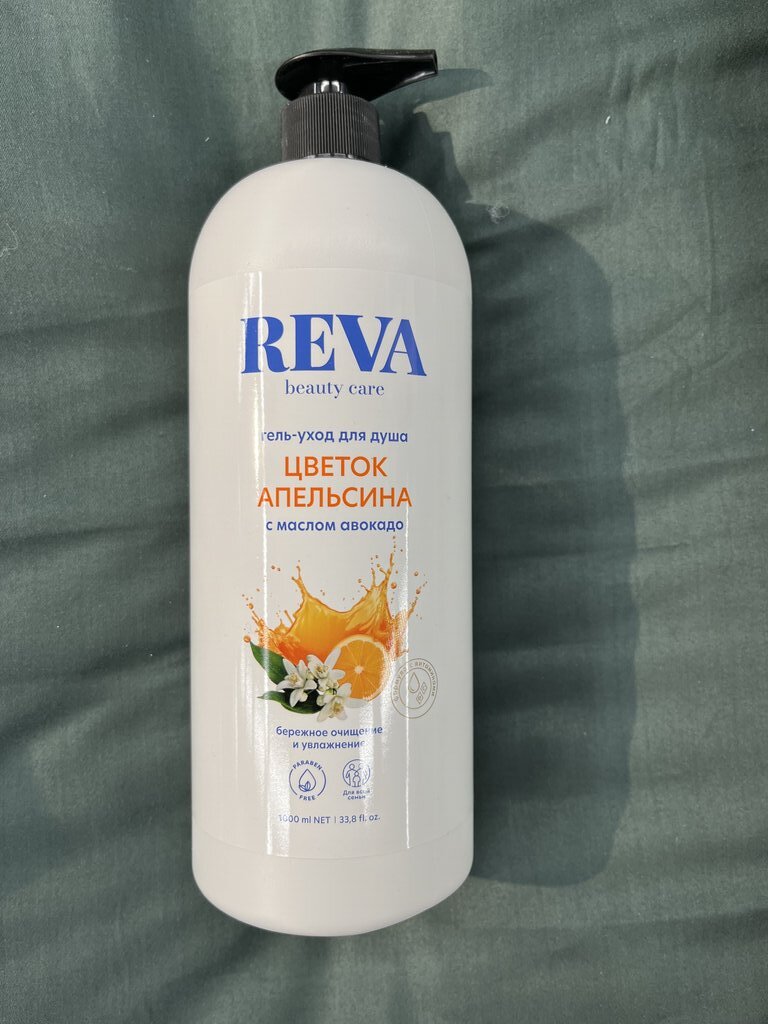 REVA
beauty care
гель-уход для душа
ЦВЕТОК
АПЕЛЬСИНА
с маслом авокадо
с витаминами
бережное очищение
и увлажнение
PARABEN
FREE
Для всей
семьи
1000 ml NET | 33,8 fl. oz.